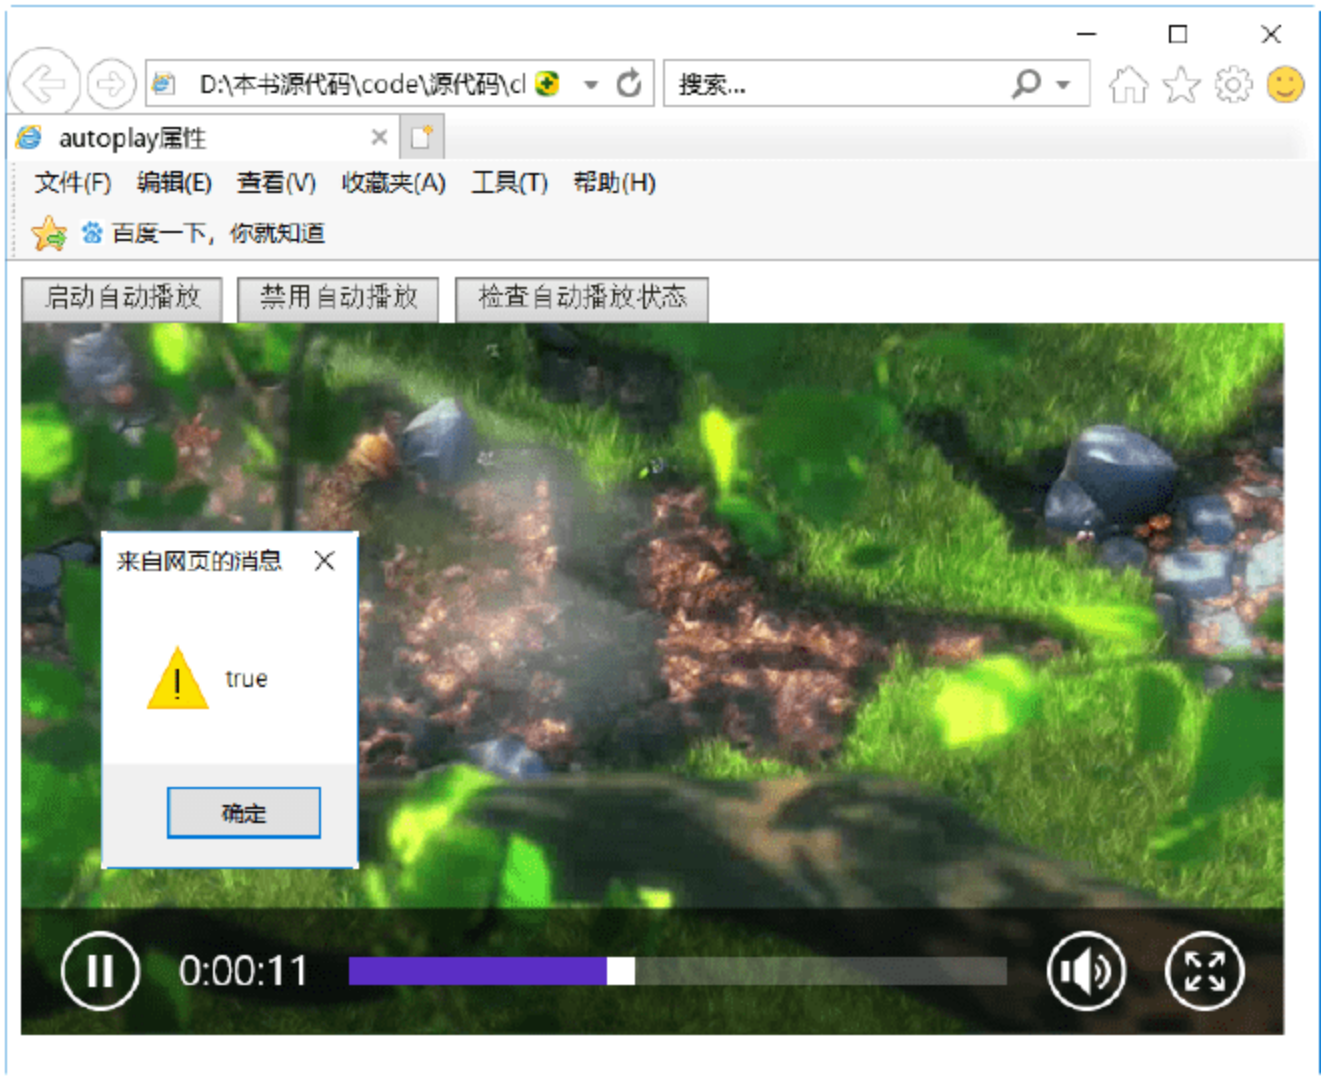 D:\本书源代码\code\源代码\cl
搜索...
autoplay属性
文件(F) 编辑(E) 查看(V) 收藏夹(A) 工具(T) 帮助(H)
百度一下，你就知道
启动自动播放 禁用自动播放 检查自动播放状态
来自网页的消息
true
确定
0:00:11